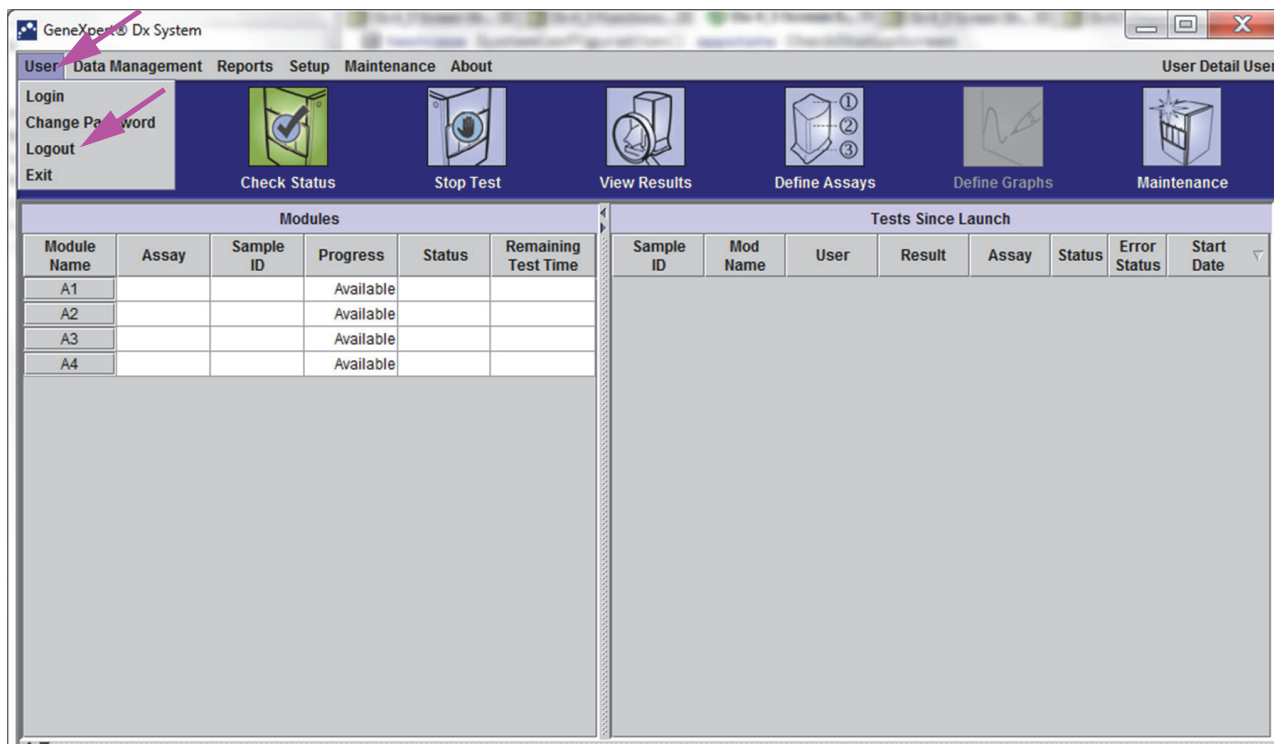 GeneXpert® Dx System
User Data Management Reports Setup Maintenance About User Detail User
Login
Change Password
Logout
Exit
Check Status
Stop Test
View Results
Define Assays
Define Graphs
Maintenance
1
2
3
Modules
Module Name Assay Sample ID Progress Status Remaining Test Time
A1 Available
A2 Available
A3 Available
A4 Available
Tests Since Launch
Sample ID Mod Name User Result Assay Status Error Status Start Date